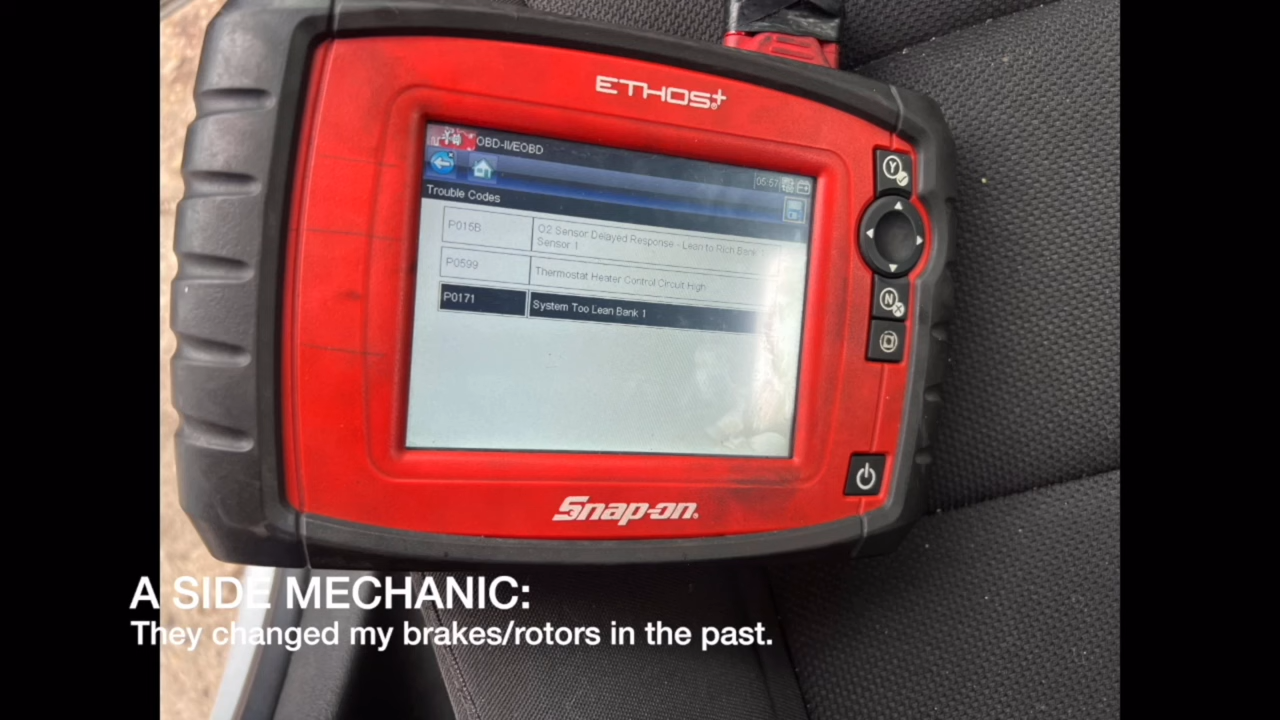 ETHOS+
OBD-II/EOBD
05:57
Trouble Codes
P015B
O2 Sensor Delayed Response - Lean to Rich Bank
Sensor 1
P0599
Thermostat Heater Control Circuit High
P0171
System Too Lean Bank 1
Y
N
Snap-on
A SIDE MECHANIC:
They changed my brakes/rotors in the past.